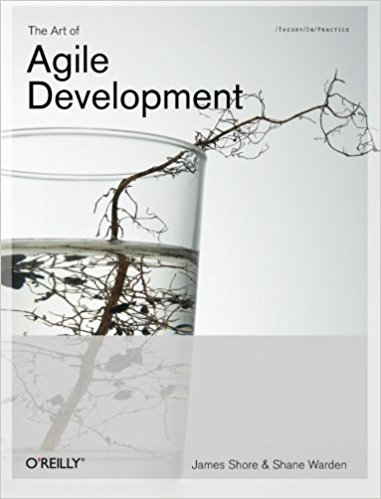 The Art of
/THEORY/IN/PRACTICE
Agile
Development
O'REILLY®
James Shore & Shane Warden